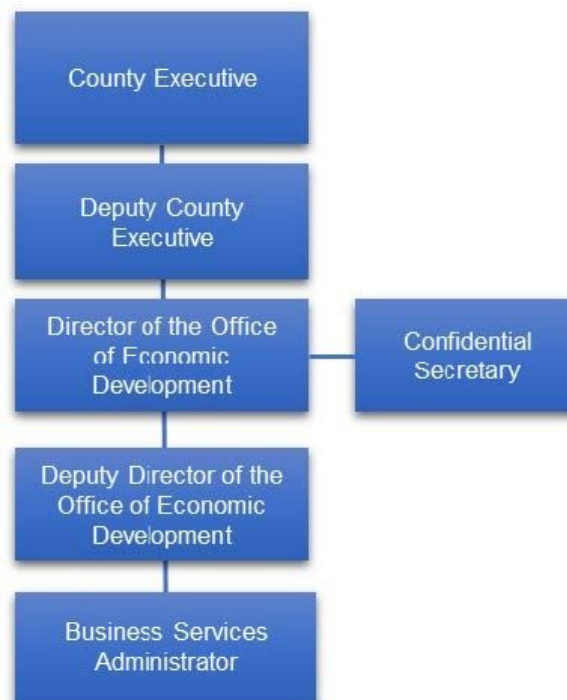 County Executive
Deputy County
Executive
Director of the Office
of Economic
Development
Confidential
Secretary
Deputy Director of the
Office of Economic
Development
Business Services
Administrator